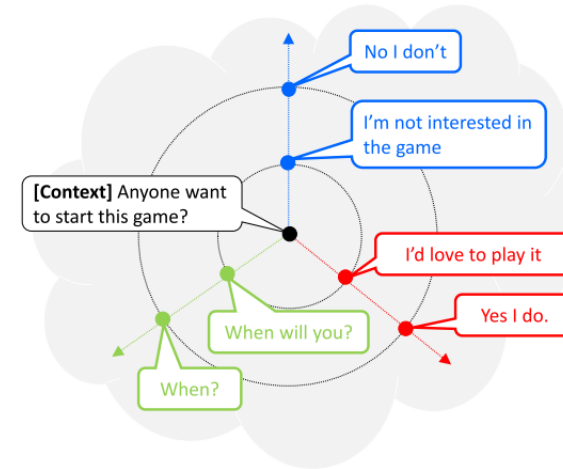 No I don't
I'm not interested in
the game
[Context] Anyone want
to start this game?
I'd love to play it
Yes I do.
When will you?
When?